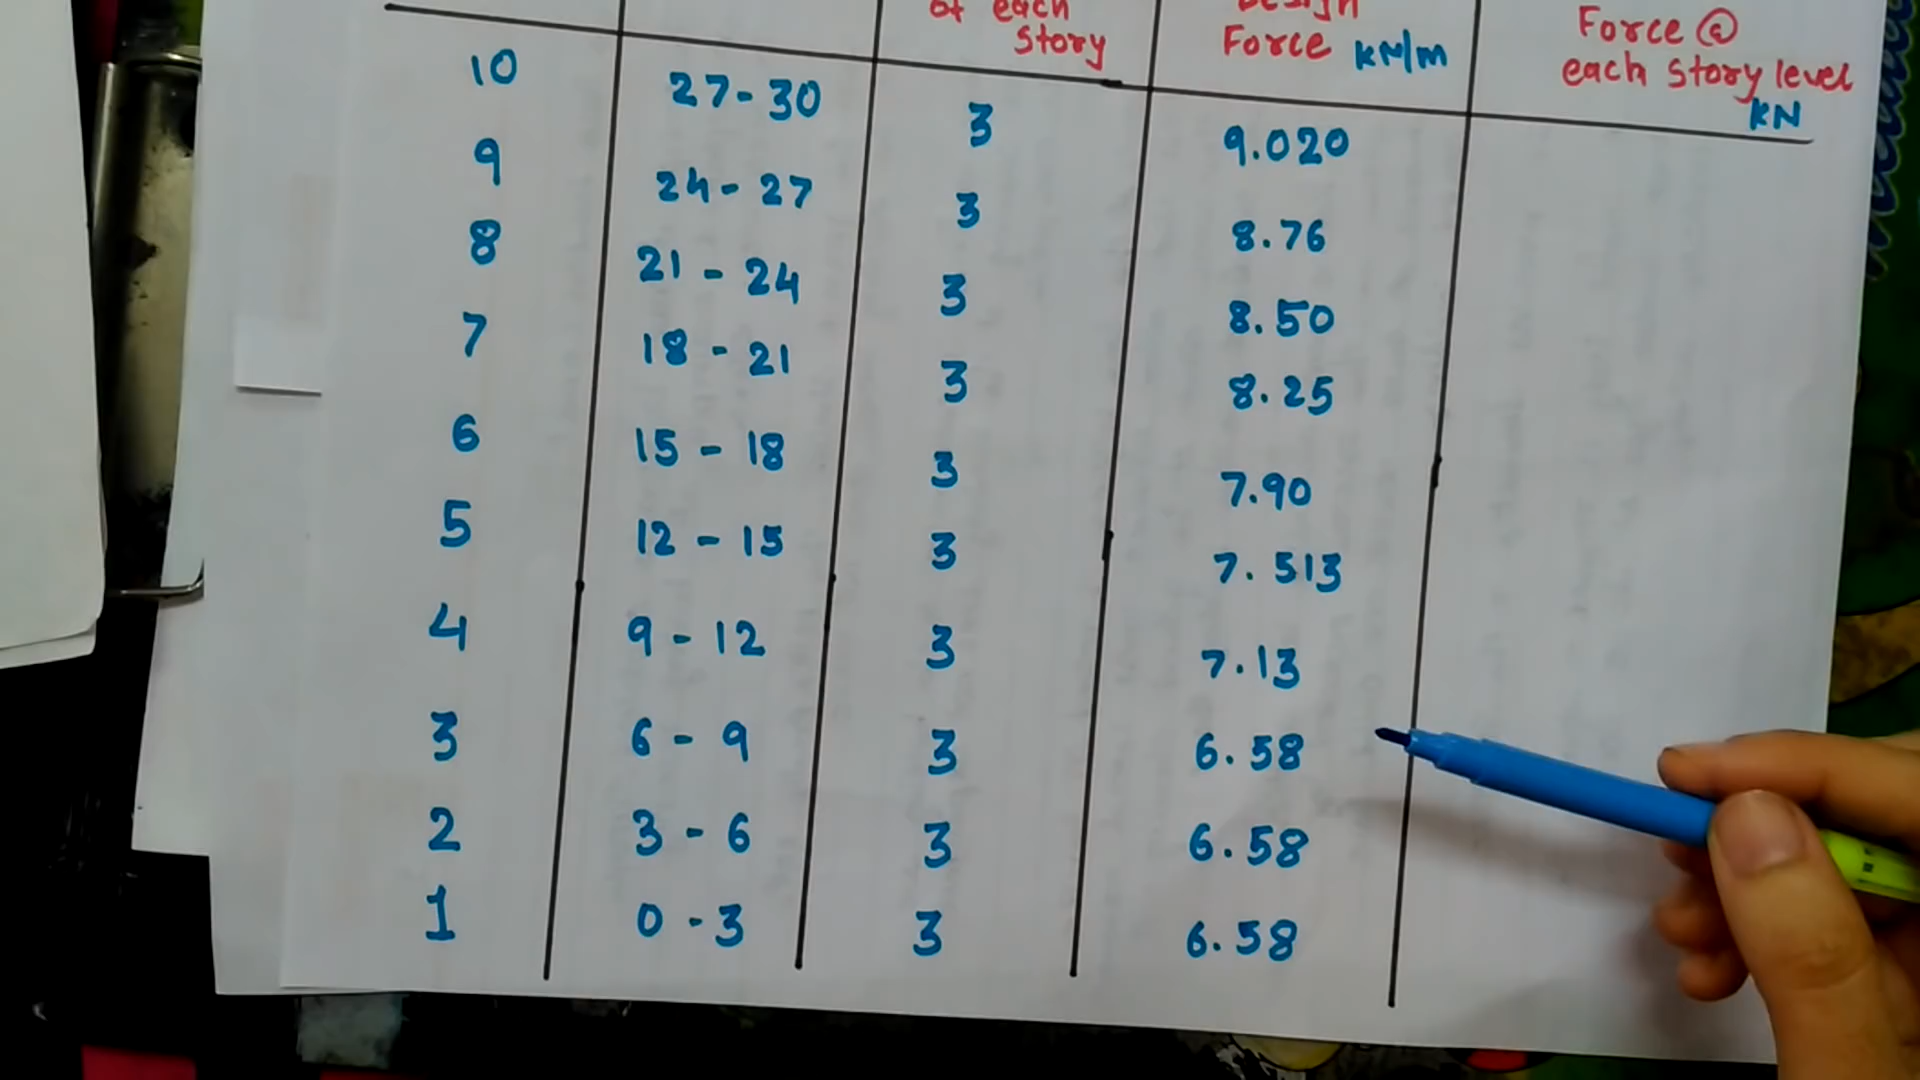 of each Story
Design Force kN/m
Force @ each Story level kN
10 27-30 3 9.020
9 24-27 3 8.76
8 21-24 3 8.50
7 18-21 3 8.25
6 15-18 3 7.90
5 12-15 3 7.513
4 9-12 3 7.13
3 6-9 3 6.58
2 3-6 3 6.58
1 0-3 3 6.58